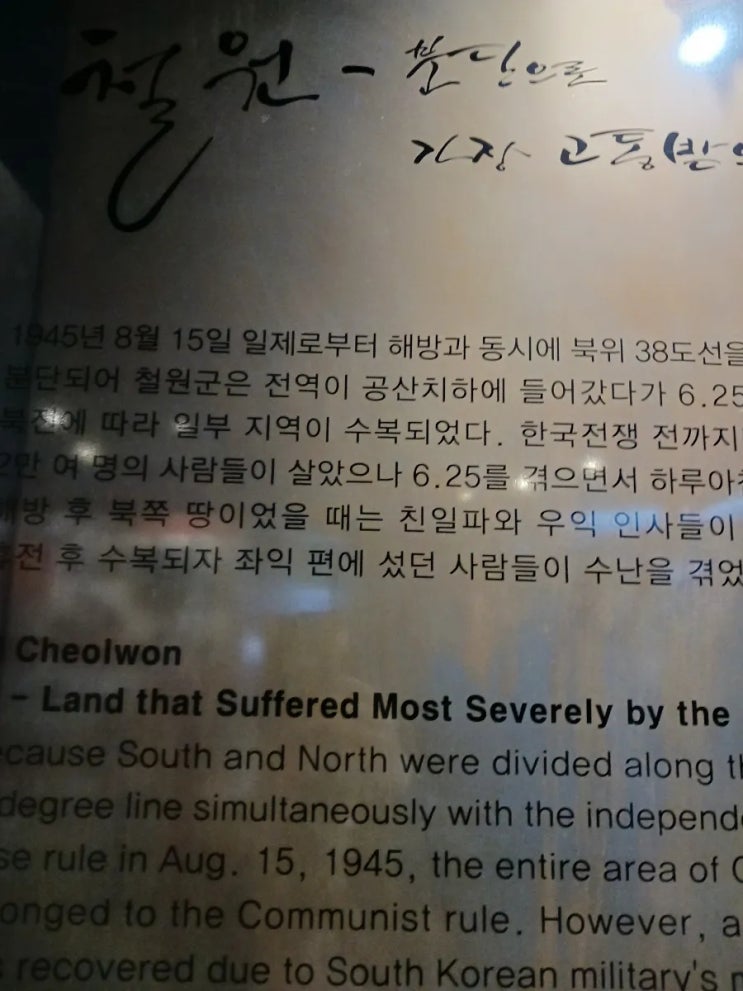 철원 - 분단으로
가장 고통받
1945년 8월 15일 일제로부터 해방과 동시에 북위 38도선을
분단되어 철원군은 전역이 공산치하에 들어갔다가 6.25
북진에 따라 일부 지역이 수복되었다. 한국전쟁 전까지
2만 여 명의 사람들이 살았으나 6.25를 겪으면서 하루아
해방 후 북쪽 땅이었을 때는 친일파와 우익 인사들이
후 수복되자 좌익 편에 섰던 사람들이 수난을 겪었
Cheolwon
- Land that Suffered Most Severely by the
ecause South and North were divided along th
degree line simultaneously with the independ
se rule in Aug. 15, 1945, the entire area of
onged to the Communist rule. However, a
recovered due to South Korean military's